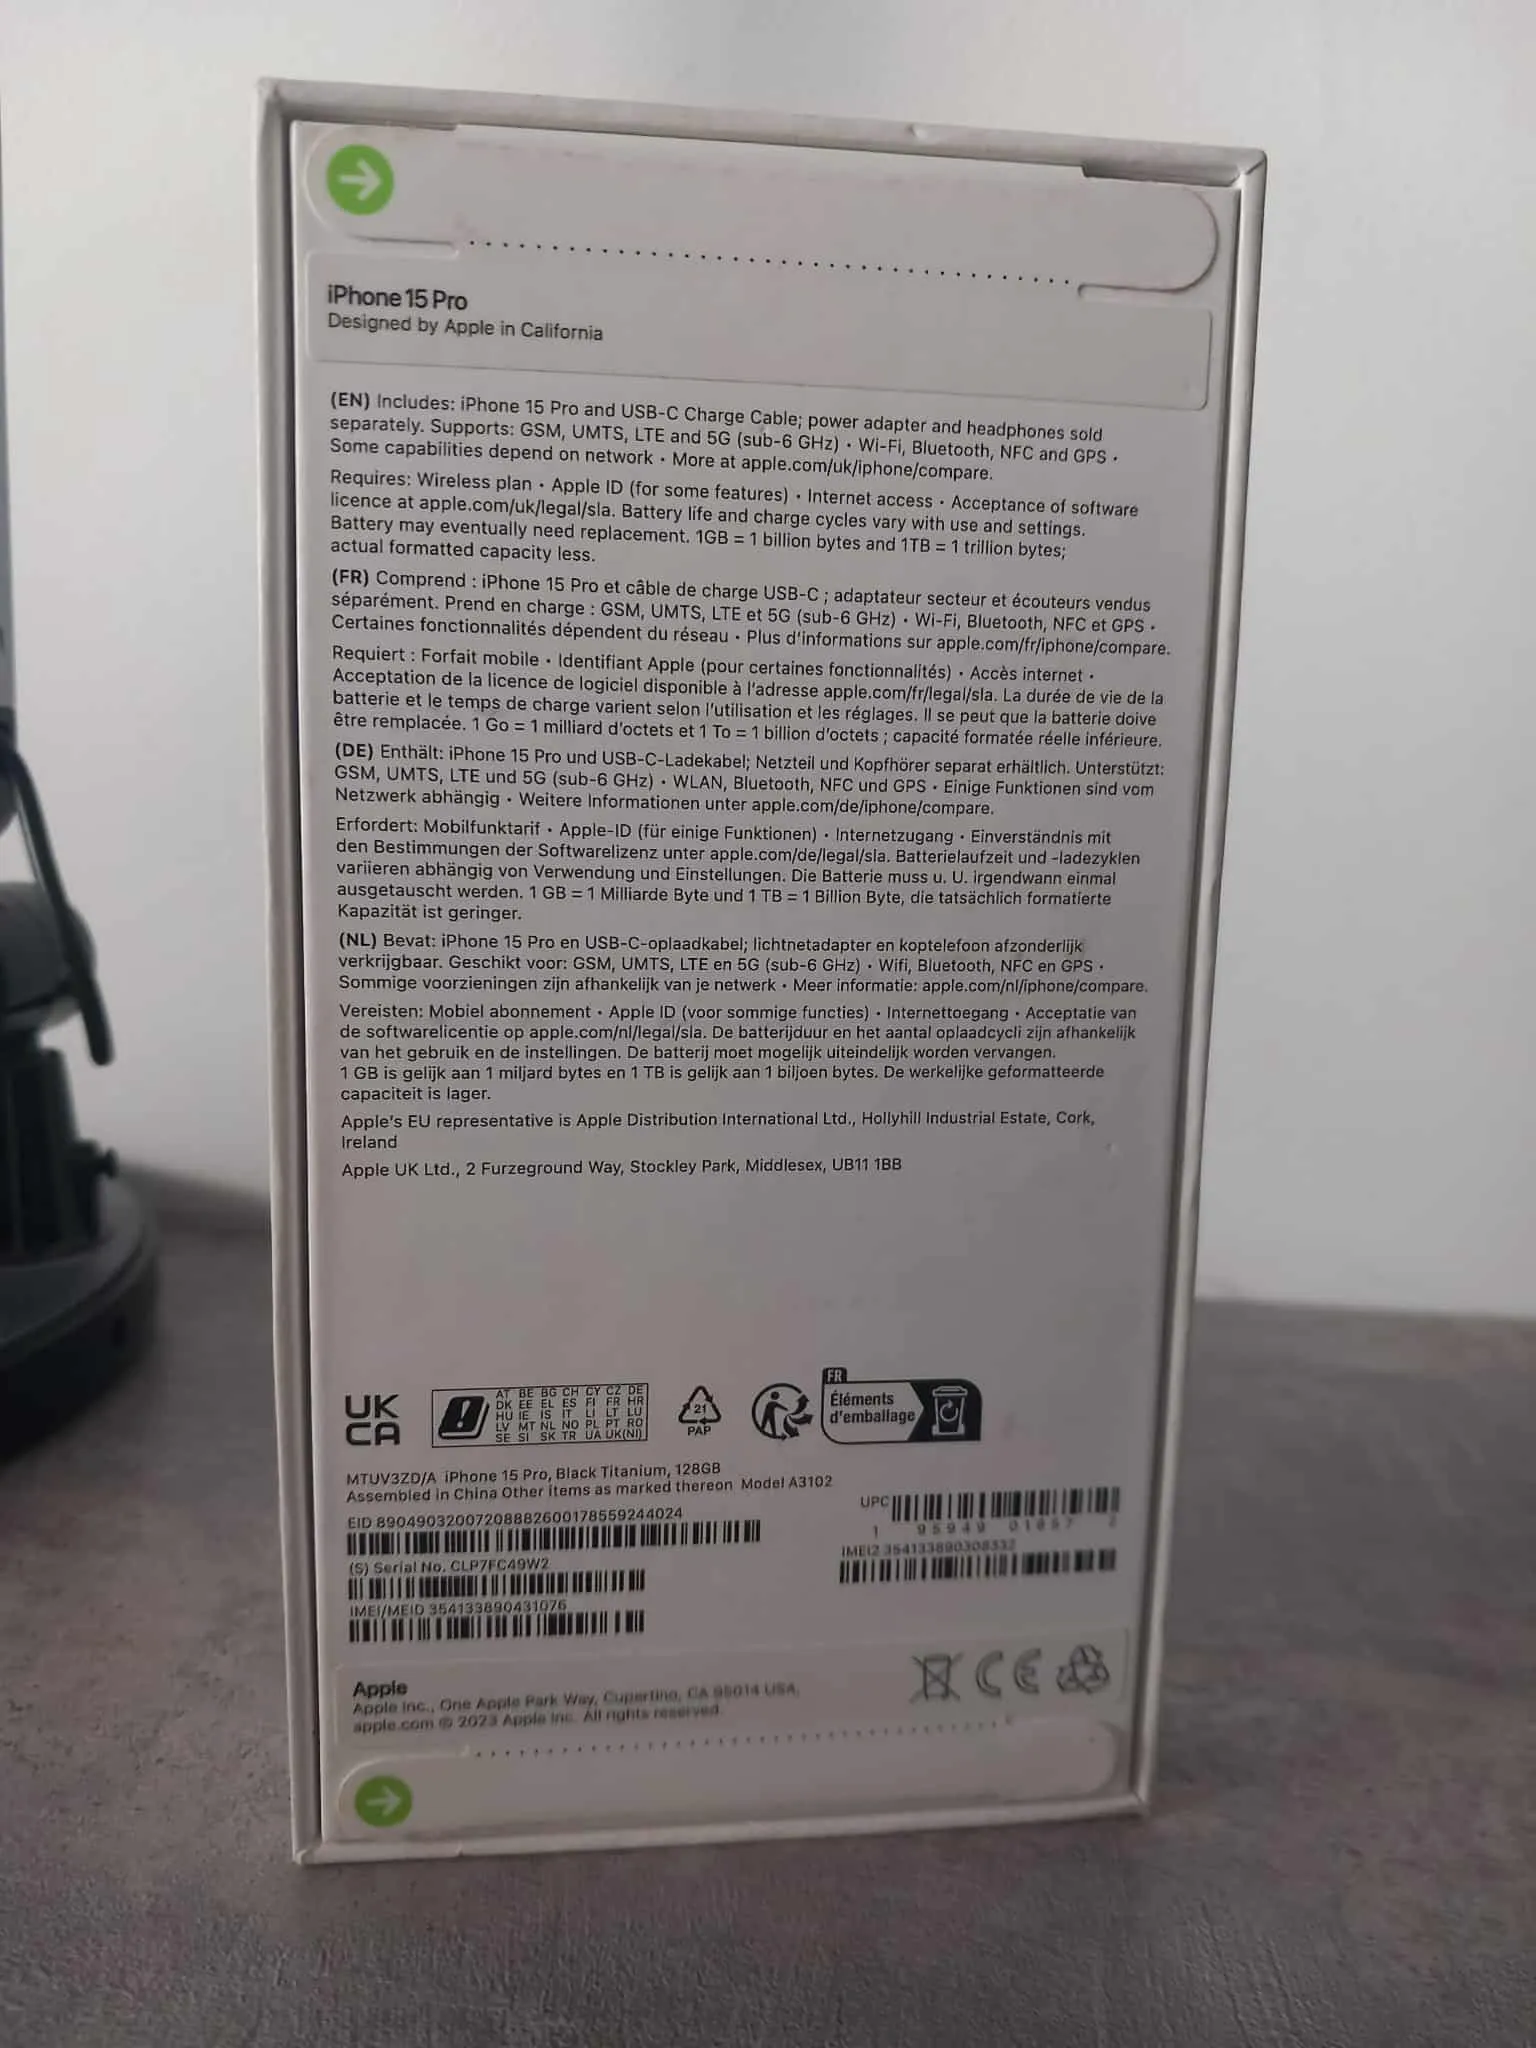 iPhone 15 Pro
Designed by Apple in California
(EN) Includes: iPhone 15 Pro and USB-C Charge Cable; power adapter and headphones sold
separately. Supports: GSM, UMTS, LTE and 5G (sub-6 GHz) • Wi-Fi, Bluetooth, NFC and GPS •
Some capabilities depend on network • More at apple.com/uk/iphone/compare.
Requires: Wireless plan • Apple ID (for some features) • Internet access • Acceptance of software
licence at apple.com/uk/legal/sla. Battery life and charge cycles vary with use and settings.
Battery may eventually need replacement. 1GB = 1 billion bytes and 1TB = 1 trillion bytes;
actual formatted capacity less.
(FR) Comprend : iPhone 15 Pro et câble de charge USB-C ; adaptateur secteur et écouteurs vendus
séparément. Prend en charge : GSM, UMTS, LTE et 5G (sub-6 GHz) • Wi-Fi, Bluetooth, NFC et GPS •
Certaines fonctionnalités dépendent du réseau • Plus d'informations sur apple.com/fr/iphone/compare.
Requiert : Forfait mobile • Identifiant Apple (pour certaines fonctionnalités) • Accès internet •
Acceptation de la licence de logiciel disponible à l'adresse apple.com/fr/legal/sla. La durée de vie de la
batterie et le temps de charge varient selon l'utilisation et les réglages. Il se peut que la batterie doive
être remplacée. 1 Go = 1 milliard d'octets et 1 To = 1 billion d'octets ; capacité formatée réelle inférieure.
(DE) Enthält: iPhone 15 Pro und USB-C-Ladekabel; Netzteil und Kopfhörer separat erhältlich. Unterstützt:
GSM, UMTS, LTE und 5G (sub-6 GHz) • WLAN, Bluetooth, NFC und GPS • Einige Funktionen sind vom
Netzwerk abhängig • Weitere Informationen unter apple.com/de/iphone/compare.
Erfordert: Mobilfunktarif • Apple-ID (für einige Funktionen) • Internetzugang • Einverständnis mit
den Bestimmungen der Softwarelizenz unter apple.com/de/legal/sla. Batterielaufzeit und -ladezyklen
variieren abhängig von Verwendung und Einstellungen. Die Batterie muss u. U. irgendwann einmal
ausgetauscht werden. 1 GB = 1 Milliarde Byte und 1 TB = 1 Billion Byte, die tatsächlich formatierte
Kapazität ist geringer.
(NL) Bevat: iPhone 15 Pro en USB-C-oplaadkabel; lichtnetadapter en koptelefoon afzonderlijk
verkrijgbaar. Geschikt voor: GSM, UMTS, LTE en 5G (sub-6 GHz) • Wifi, Bluetooth, NFC en GPS •
Sommige voorzieningen zijn afhankelijk van je netwerk • Meer informatie: apple.com/nl/iphone/compare.
Vereisten: Mobiel abonnement • Apple ID (voor sommige functies) • Internettoegang • Acceptatie van
de softwarelicentie op apple.com/nl/legal/sla. De batterijduur en het aantal oplaadcycli zijn afhankelijk
van het gebruik en de instellingen. De batterij moet mogelijk uiteindelijk worden vervangen.
1 GB is gelijk aan 1 miljard bytes en 1 TB is gelijk aan 1 biljoen bytes. De werkelijke geformatteerde
capaciteit is lager.
Apple's EU representative is Apple Distribution International Ltd., Hollyhill Industrial Estate, Cork,
Ireland
Apple UK Ltd., 2 Furzeground Way, Stockley Park, Middlesex, UB11 1BB
UK
CA
AT BE BG CH CY CZ DE
DK EE EL ES FI FR HR
HU IE IS IT LI LT LU
LV MT NL NO PL PT RO
SE SI SK TR UA UK(NI)
21
PAP
FR
Éléments
d'emballage
MTUV3ZD/A iPhone 15 Pro, Black Titanium, 128GB
Assembled in China Other items as marked thereon Model A3102
EID 89049032007208882600178559244024
UPC
1 95949 01857 2
(S) Serial No. CLP7FC49W2
IMEI2 354133890308332
IMEI/MEID 354133890431076
Apple
Apple Inc., One Apple Park Way, Cupertino, CA 95014 USA.
apple.com © 2023 Apple Inc. All rights reserved.
CE